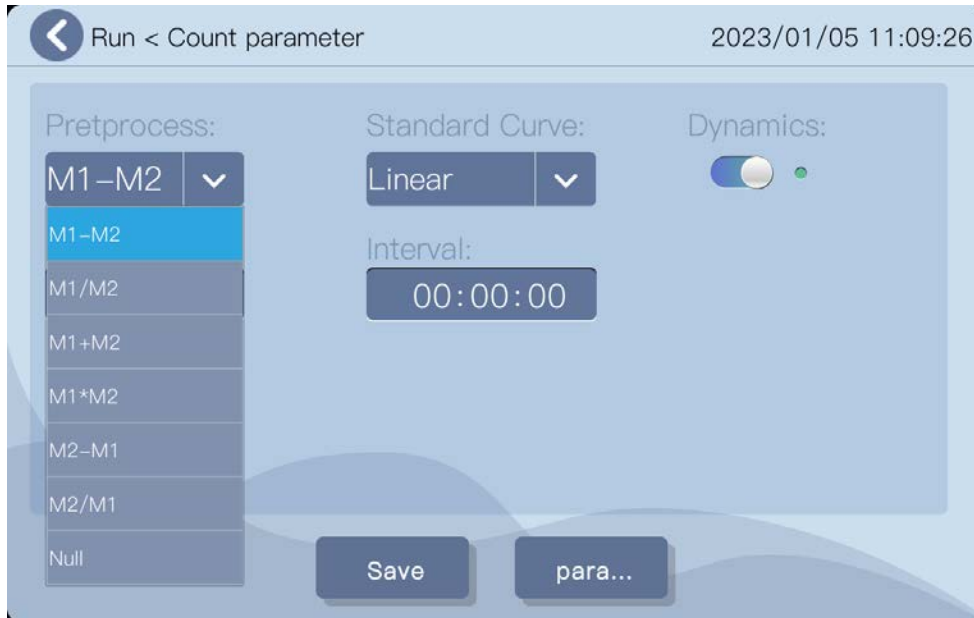 Run < Count parameter
2023/01/05 11:09:26
Pretprocess:
Standard Curve:
Dynamics:
M1-M2
Linear
M1-M2
M1/M2
M1+M2
M1*M2
M2-M1
M2/M1
Null
Interval:
00:00:00
Save
para...